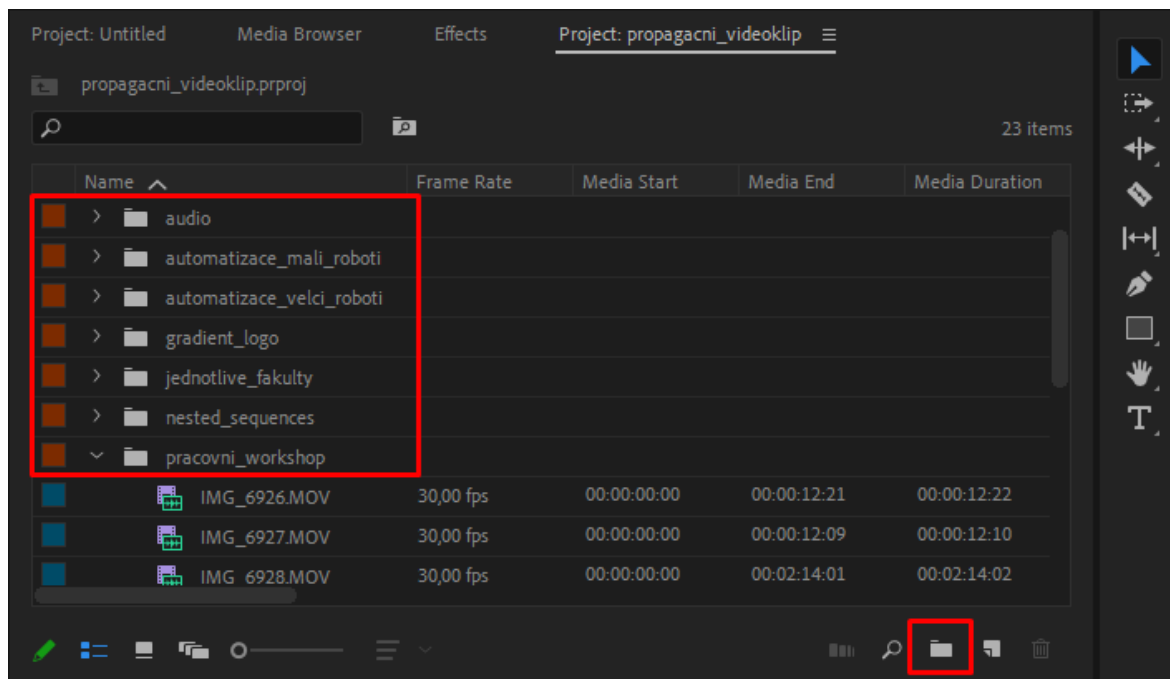 Project: Untitled Media Browser Effects Project: propagacni_videoklip
propagacni_videoklip.prproj
23 items
Name Frame Rate Media Start Media End Media Duration
audio
automatizace_mali_roboti
automatizace_velci_roboti
gradient_logo
jednotlive_fakulty
nested_sequences
pracovni_workshop
IMG_6926.MOV 30,00 fps 00:00:00:00 00:00:12:21 00:00:12:22
IMG_6927.MOV 30,00 fps 00:00:00:00 00:00:12:09 00:00:12:10
IMG_6928.MOV 30,00 fps 00:00:00:00 00:02:14:01 00:02:14:02